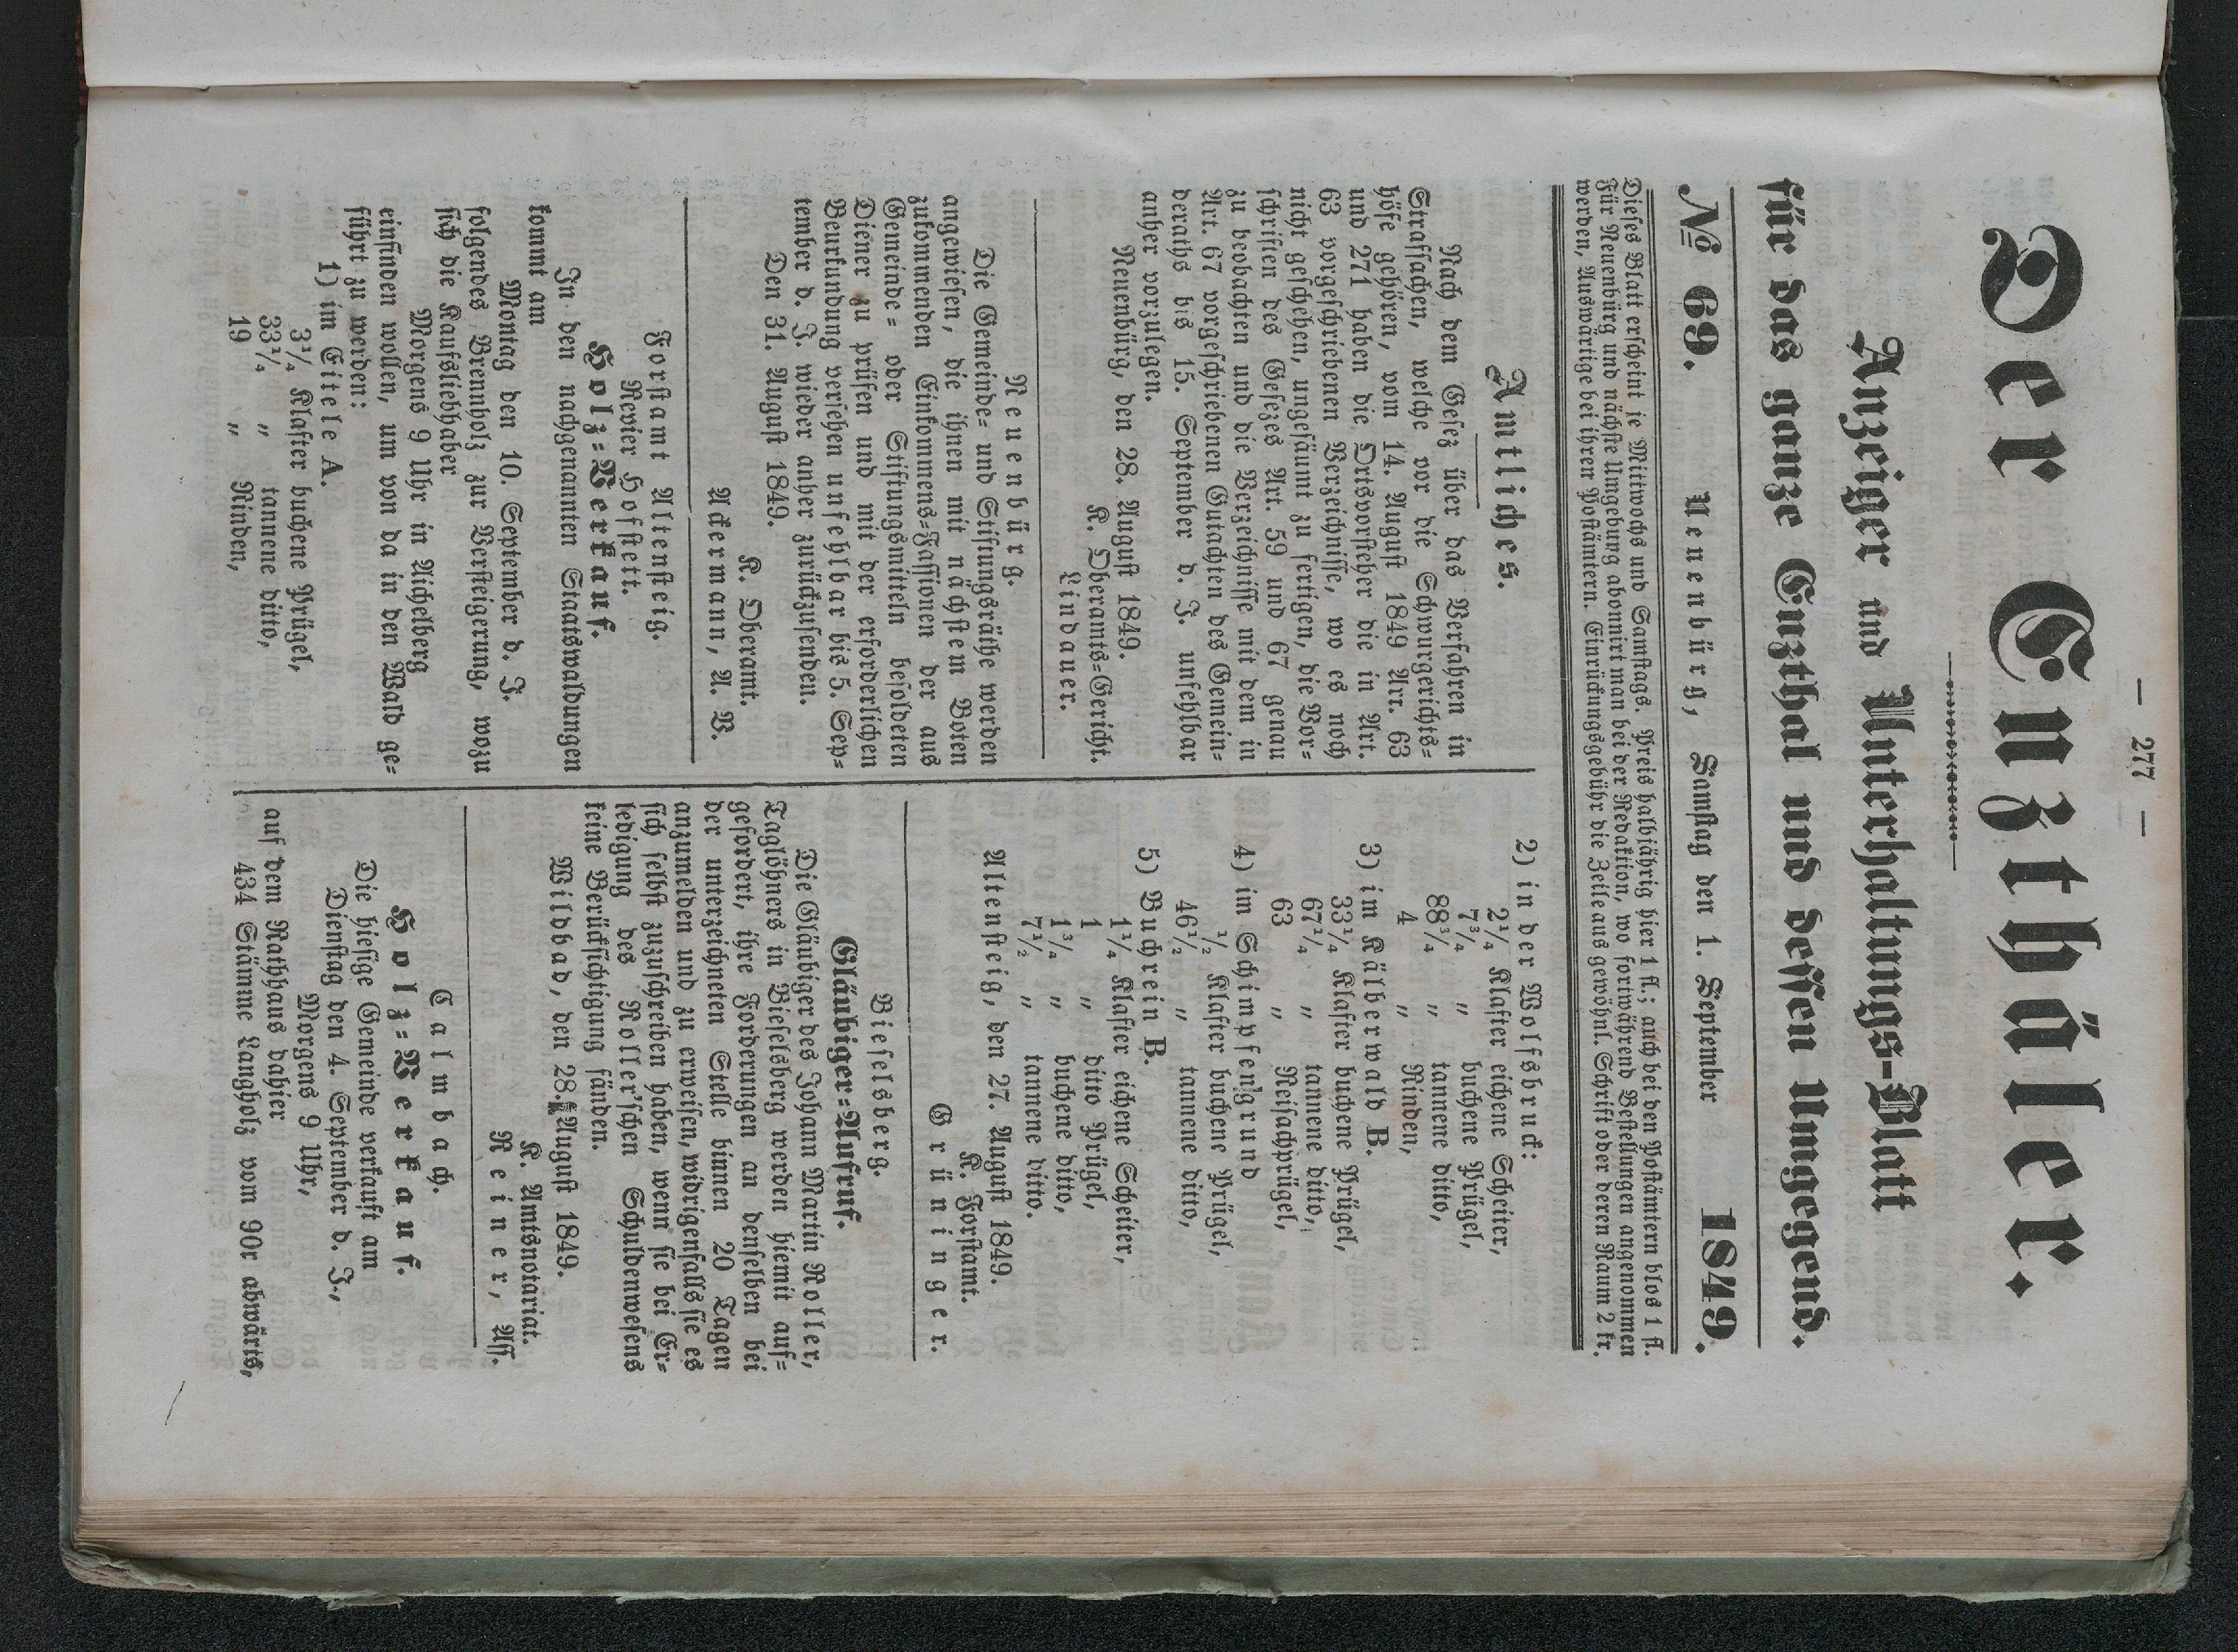 — 277 —
Der Enzthäler.
Anzeiger und Unterhaltungs-Blatt
für das ganze Enzthal und dessen Umgegend.
№ 69. Neuenbürg, Samstag den 1. September 1849.
Dieses Blatt erscheint je Mittwochs und Samstags. Preis halbjährig hier 1 fl.; auch bei den Postämtern blos 1 fl.
Für Neuenbürg und nächste Umgebung abonnirt man bei der Redaktion, wo fortwährend Bestellungen angenommen
werden, Auswärtige bei ihren Postämtern. Einrückungsgebühr die Zeile aus gewöhnl. Schrift oder deren Raum 2 kr.
Amtliches.
Nach dem Gesez über das Verfahren in
Strafsachen, welche vor die Schwurgerichts=
höfe gehören, vom 14. August 1849 Art. 63
und 271 haben die Ortsvorsteher die in Art.
63 vorgeschriebenen Verzeichnisse, wo es noch
nicht geschehen, ungesäumt zu fertigen, die Vor=
schriften des Gesezes Art. 59 und 67 genau
zu beobachten und die Verzeichnisse mit dem in
Art. 67 vorgeschriebenen Gutachten des Gemein=
deraths bis 15. September d. J. unfehlbar
anher vorzulegen.
Neuenbürg, den 28. August 1849.
K. Oberamts=Gericht.
Lindauer.
Neuenbürg.
Die Gemeinde= und Stiftungsräthe werden
angewiesen, die ihnen mit nächstem Boten
zukommenden Einkommens=Fassionen der aus
Gemeinde= oder Stiftungsmitteln besoldeten
Diener zu prüfen und mit der erforderlichen
Beurkundung versehen unfehlbar bis 5. Sep=
tember d. J. wieder anher zurückzusenden.
Den 31. August 1849.
K. Oberamt.
Akermann, A. V.
Forstamt Altensteig.
Revier Hofstett.
Holz=Verkauf.
In den nachgenannten Staatswaldungen
kommt am
Montag den 10. September d. J.
folgendes Brennholz zur Versteigerung, wozu
sich die Kaufsliebhaber
Morgens 9 Uhr in Aichelberg
einfinden wollen, um von da in den Wald ge=
führt zu werden:
1) im Eitele A.
3¼ Klafter buchene Prügel,
33¼ " tannene ditto,
19 " Rinden,
2) in der Wolfsbruck:
2¼ Klafter eichene Scheiter,
7¾ " buchene Prügel,
88¾ " tannene ditto,
4 " Rinden,
3) im Kälberwald B.
33¼ Klafter buchene Prügel,
67¼ " tannene ditto,
63 " Reisachprügel,
4) im Schimpfengrund
½ Klafter buchene Prügel,
46½ " tannene ditto,
5) Buchrein B.
1¼ Klafter eichene Scheiter,
1 " ditto Prügel,
1¾ " buchene ditto,
7½ " tannene ditto.
Altensteig, den 27. August 1849.
K. Forstamt.
Grüninger.
Bieselsberg.
Gläubiger=Aufruf.
Die Gläubiger des Johann Martin Roller,
Taglöhners in Bieselsberg werden hiemit auf=
gefordert, ihre Forderungen an denselben bei
der unterzeichneten Stelle binnen 20 Tagen
anzumelden und zu erweisen, widrigenfalls sie es
sich selbst zuzuschreiben haben, wenn sie bei Er=
ledigung des Roller'schen Schuldenwesens
keine Berücksichtigung fänden.
Wildbad, den 28. August 1849.
K. Amtsnotariat.
Reiner, Ass.
Calmbach.
Holz=Verkauf.
Die hiesige Gemeinde verkauft am
Dienstag den 4. September d. J.,
Morgens 9 Uhr,
auf dem Rathhaus dahier
434 Stämme Langholz vom 90r abwärts,